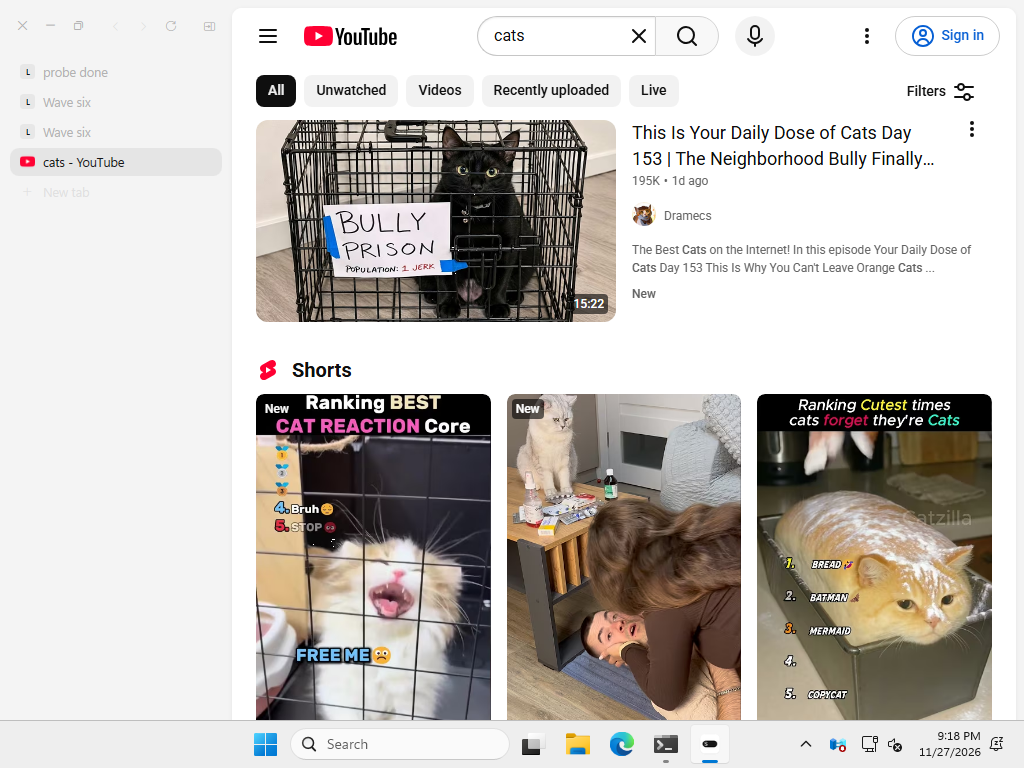 probe done
Wave six
Wave six
cats - YouTube
New tab
YouTube
cats
Sign in
All
Unwatched
Videos
Recently uploaded
Live
Filters
BULLY
PRISON
POPULATION: 1 JERK
15:22
This Is Your Daily Dose of Cats Day
153 | The Neighborhood Bully Finally…
195K • 1d ago
Dramecs
The Best Cats on the Internet! In this episode Your Daily Dose of
Cats Day 153 This Is Why You Can't Leave Orange Cats ...
New
Shorts
New
Ranking BEST
CAT REACTION Core
4. Bruh
5. STOP
FREE ME
New
Ranking Cutest times
cats forget they're Cats
Catzilla
1. BREAD
2. BATMAN
3. MERMAID
4.
5. COPYCAT
Search
9:18 PM
11/27/2026